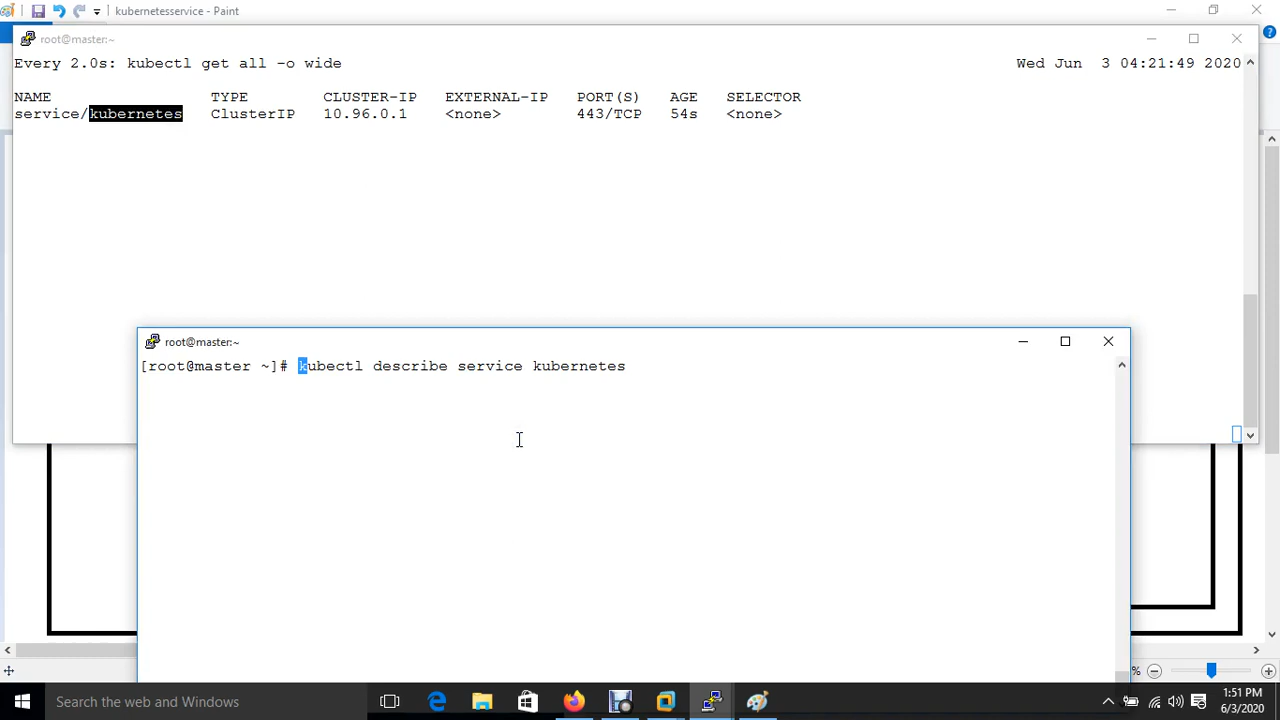 kubernetesservice - Paint
root@master:~
Every 2.0s: kubectl get all -o wide Wed Jun 3 04:21:49 2020
NAME TYPE CLUSTER-IP EXTERNAL-IP PORT(S) AGE SELECTOR
service/kubernetes ClusterIP 10.96.0.1 <none> 443/TCP 54s <none>
root@master:~
[root@master ~]# kubectl describe service kubernetes
%
Search the web and Windows
1:51 PM
6/3/2020